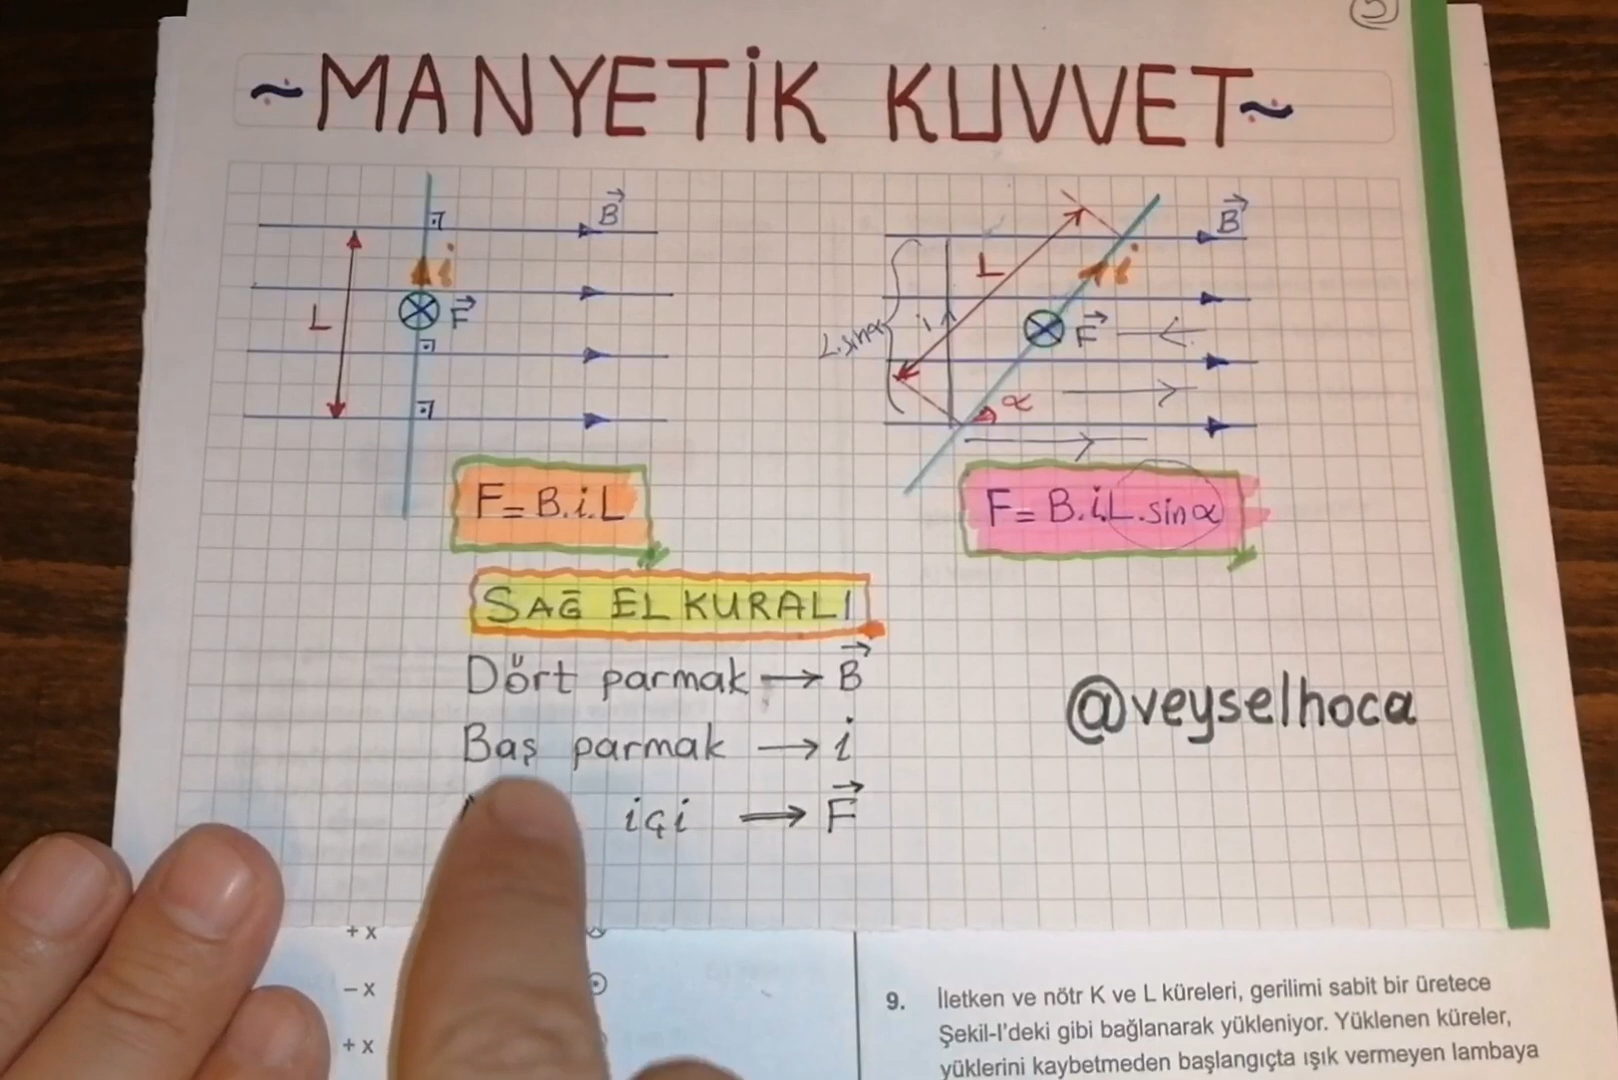 5
~MANYETİK KUVVET~
B
i
L
F
B
L
i
L.sinα
i
F
α
F=B.i.L
F=B.i.L.sinα
SAĞ EL KURALI
Dört parmak → B
Baş parmak → i
içi → F
@veyselhoca
+ x
- x
+ x
9. İletken ve nötr K ve L küreleri, gerilimi sabit bir üretece
Şekil-I'deki gibi bağlanarak yükleniyor. Yüklenen küreler,
yüklerini kaybetmeden başlangıçta ışık vermeyen lambaya